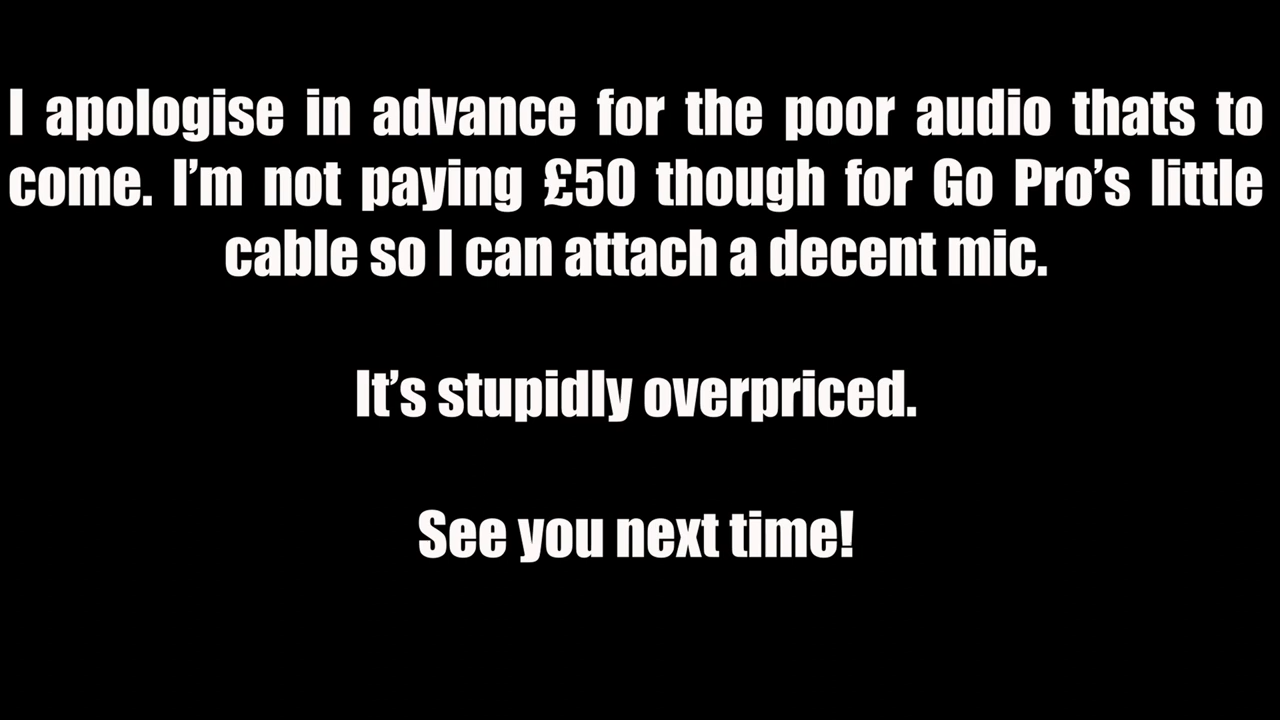 I apologise in advance for the poor audio thats to
come. I’m not paying £50 though for Go Pro’s little
cable so I can attach a decent mic.
It’s stupidly overpriced.
See you next time!